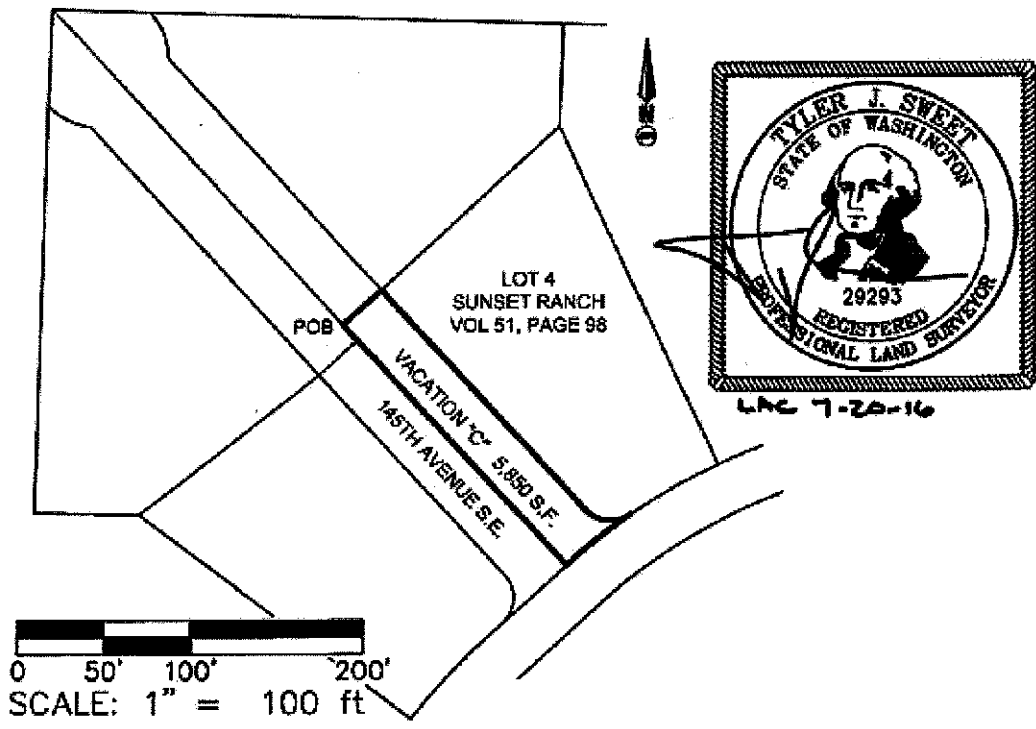 N
TYLER J. SWEET
STATE OF WASHINGTON
29293
REGISTERED
PROFESSIONAL LAND SURVEYOR
LOT 4
SUNSET RANCH
VOL 51, PAGE 98
POB
VACATION "C" 5,850 S.F.
145TH AVENUE S.E.
LAC 7-20-16
0 50' 100' 200'
SCALE: 1" = 100 ft